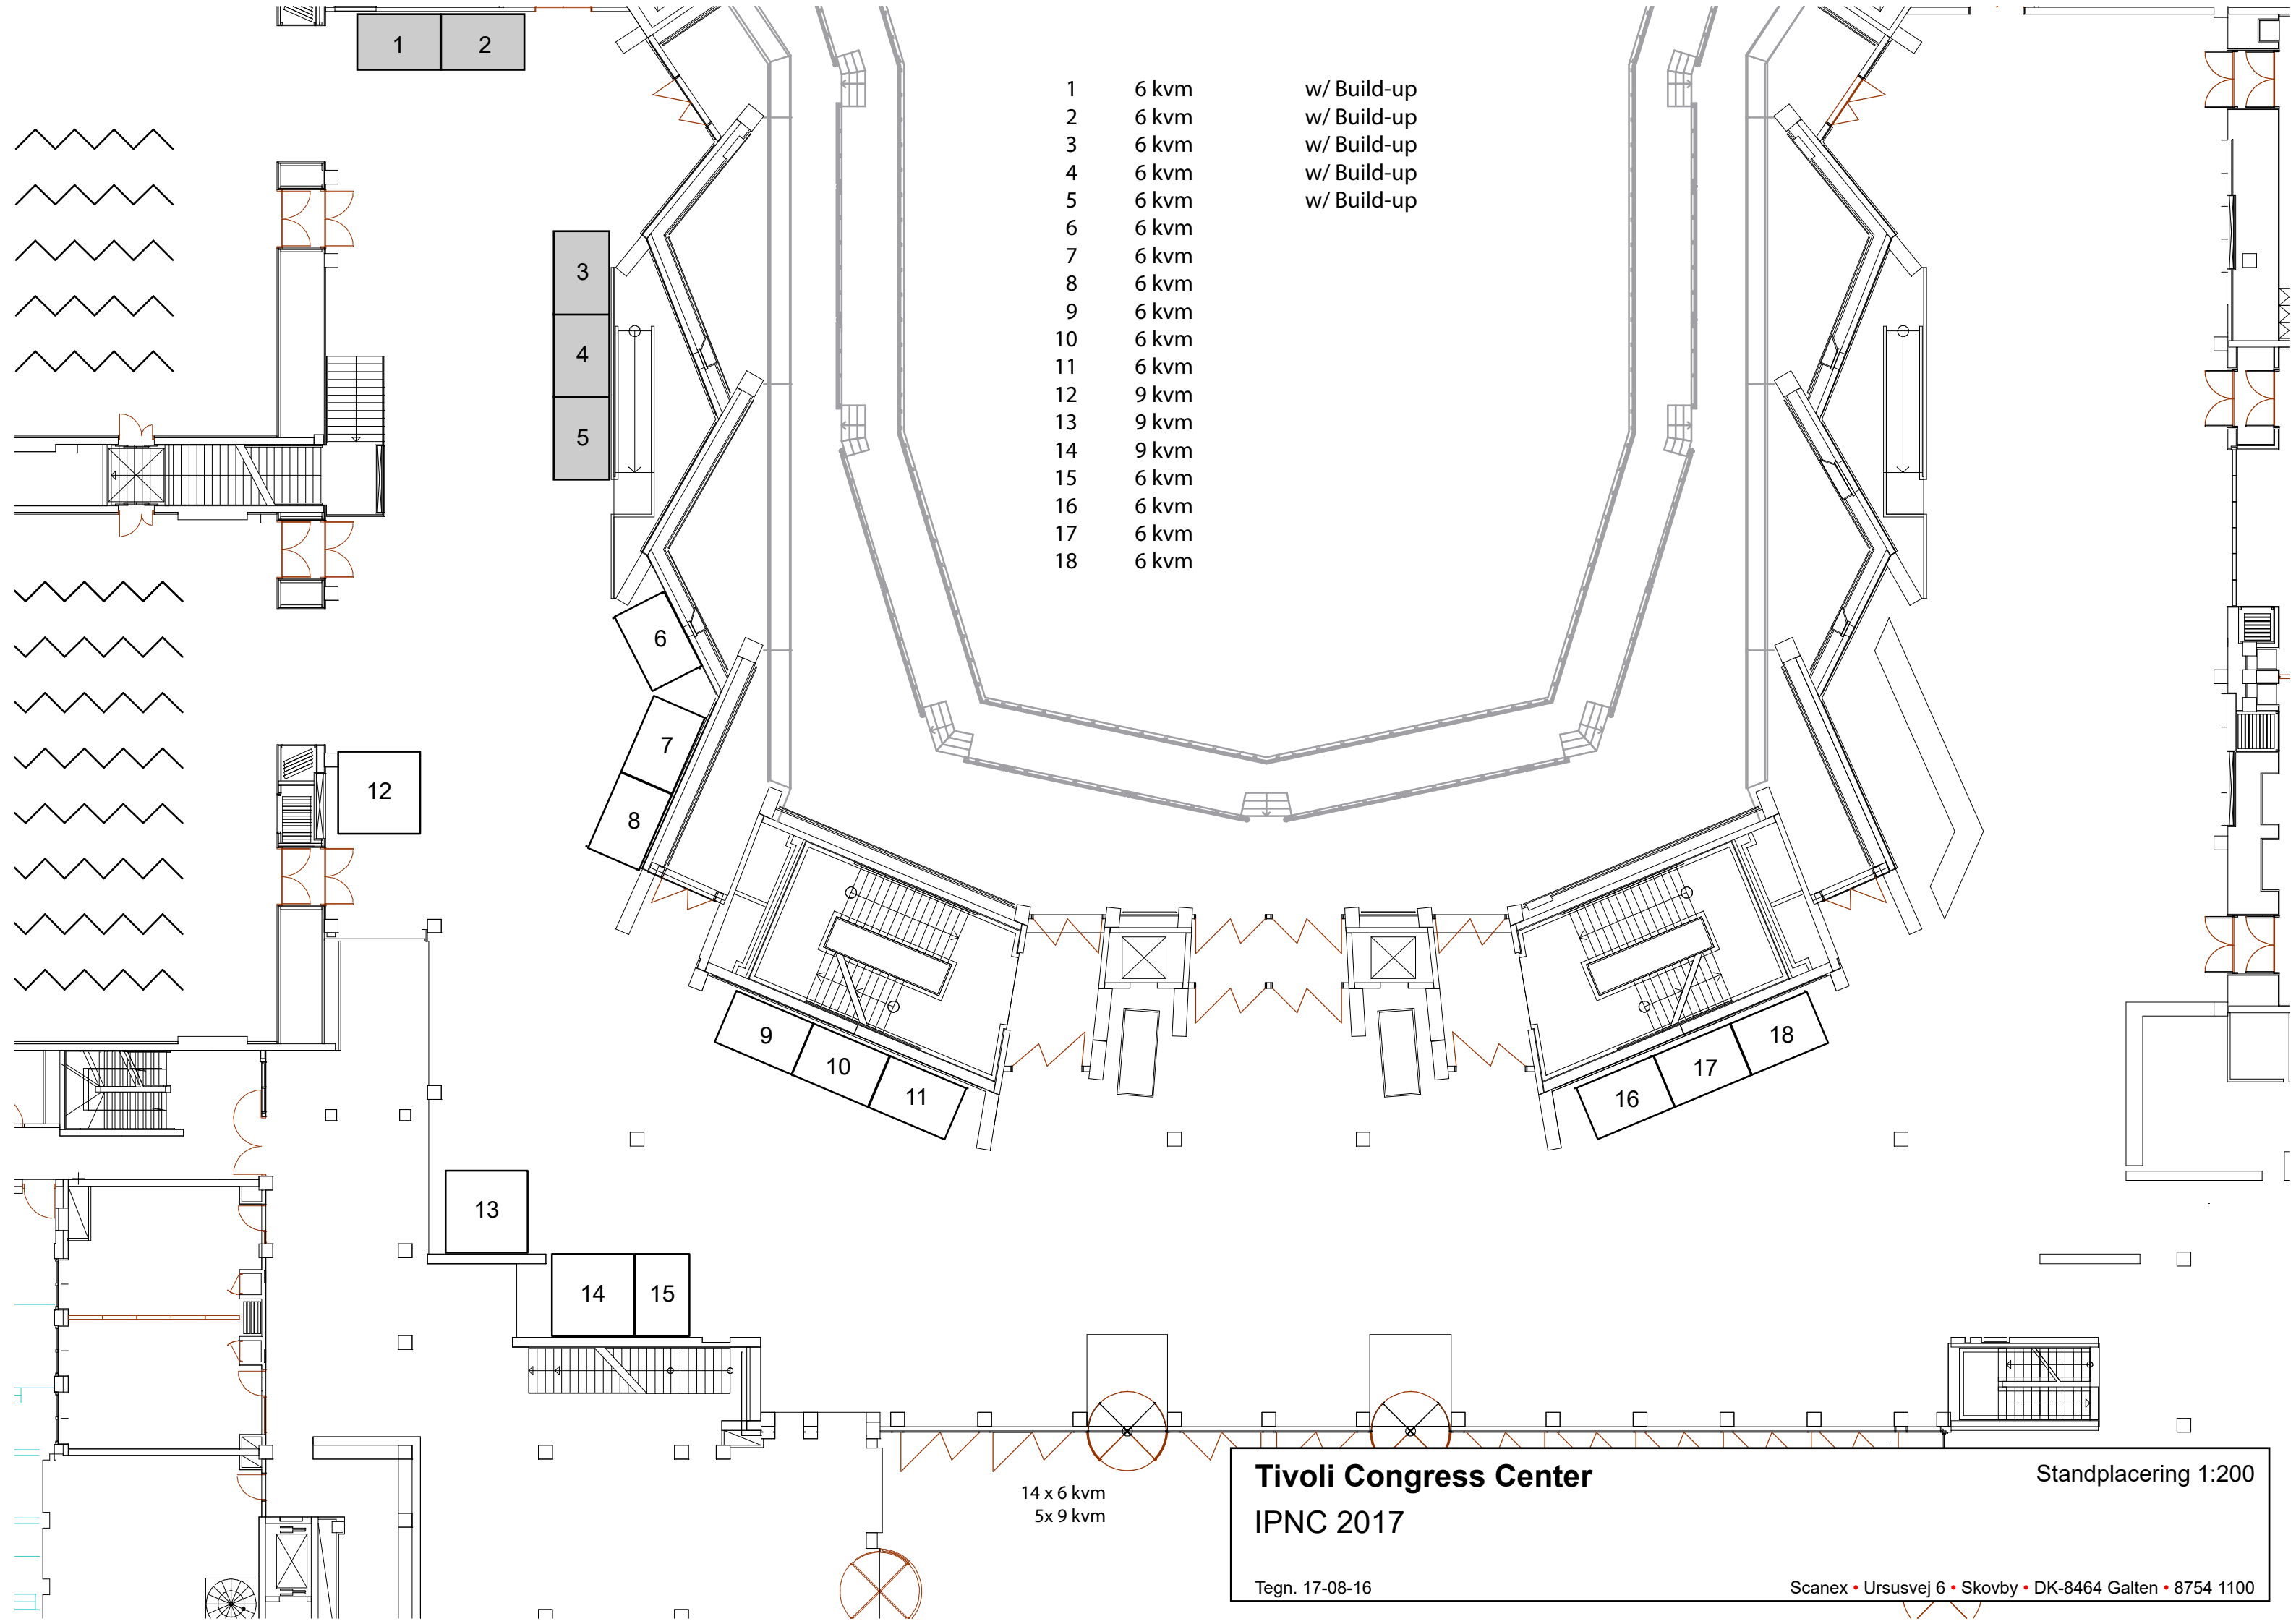 1 2
1 6 kvm w/ Build-up
2 6 kvm w/ Build-up
3 6 kvm w/ Build-up
4 6 kvm w/ Build-up
5 6 kvm w/ Build-up
6 6 kvm
7 6 kvm
8 6 kvm
9 6 kvm
10 6 kvm
11 6 kvm
12 9 kvm
13 9 kvm
14 9 kvm
15 6 kvm
16 6 kvm
17 6 kvm
18 6 kvm
3
4
5
6
7
8
12
9
10
11
18
17
16
13
14 15
14 x 6 kvm
5x 9 kvm
Tivoli Congress Center
Standplacering 1:200
IPNC 2017
Tegn. 17-08-16
Scanex • Ursusvej 6 • Skovby • DK-8464 Galten • 8754 1100